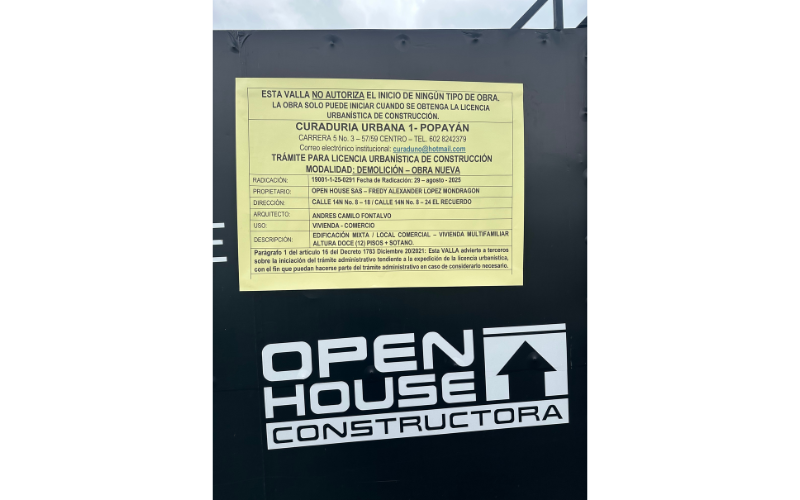 ESTA VALLA NO AUTORIZA EL INICIO DE NINGÚN TIPO DE OBRA.
LA OBRA SOLO PUEDE INICIAR CUANDO SE OBTENGA LA LICENCIA
URBANÍSTICA DE CONSTRUCCIÓN.
CURADURIA URBANA 1- POPAYÁN
CARRERA 5 No. 3 – 57/59 CENTRO – TEL. 602 8242379
Correo electrónico institucional: curaduno@hotmail.com
TRÁMITE PARA LICENCIA URBANÍSTICA DE CONSTRUCCIÓN
MODALIDAD: DEMOLICIÓN – OBRA NUEVA
RADICACIÓN: 19001-1-25-0291 Fecha de Radicación: 29 – agosto - 2025
PROPIETARIO: OPEN HOUSE SAS – FREDY ALEXANDER LOPEZ MONDRAGON
DIRECCIÓN: CALLE 14N No. 8 – 18 / CALLE 14N No. 8 – 24 EL RECUERDO
ARQUITECTO: ANDRES CAMILO FONTALVO
USO: VIVIENDA - COMERCIO
DESCRIPCIÓN: EDIFICACIÓN MIXTA / LOCAL COMERCIAL – VIVIENDA MULTIFAMILIAR
ALTURA DOCE (12) PISOS + SOTANO.
Parágrafo 1 del artículo 16 del Decreto 1783 Diciembre 20/2021: Esta VALLA advierte a terceros
sobre la iniciación del trámite administrativo tendiente a la expedición de la licencia urbanística,
con el fin que puedan hacerse parte del trámite administrativo en caso de considerarlo necesario.
E
OPEN
HOUSE
CONSTRUCTORA